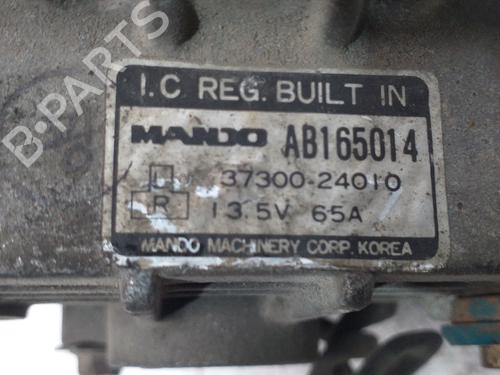 B-PARTS
I.C REG. BUILT IN
MANDO AB165014
L 37300-24010
R 13.5V 65A
MANDO MACHINERY CORP. KOREA